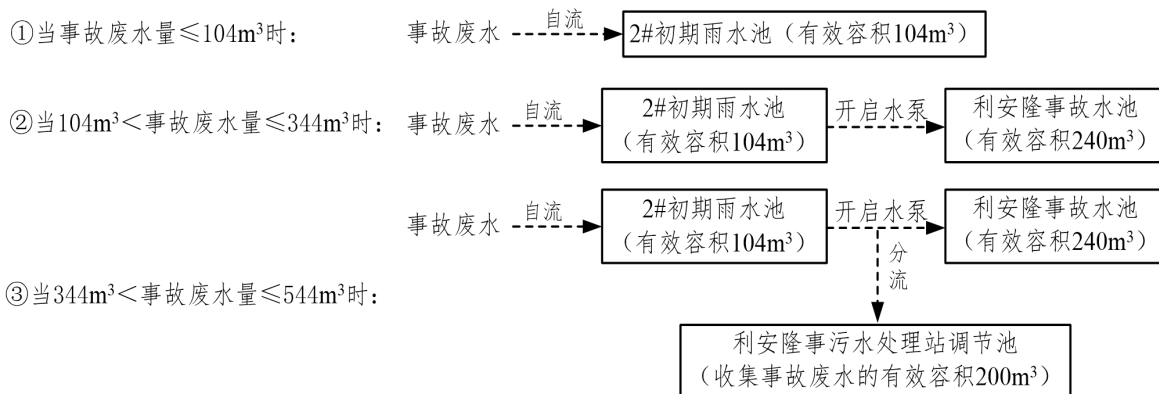 ①当事故废水量≤104m³时：
事故废水
自流
2#初期雨水池（有效容积104m³）
②当104m³＜事故废水量≤344m³时：
事故废水
自流
2#初期雨水池
（有效容积104m³）
开启水泵
利安隆事故水池
（有效容积240m³）
③当344m³＜事故废水量≤544m³时：
事故废水
自流
2#初期雨水池
（有效容积104m³）
开启水泵
利安隆事故水池
（有效容积240m³）
分流
利安隆事污水处理站调节池
（收集事故废水的有效容积200m³）